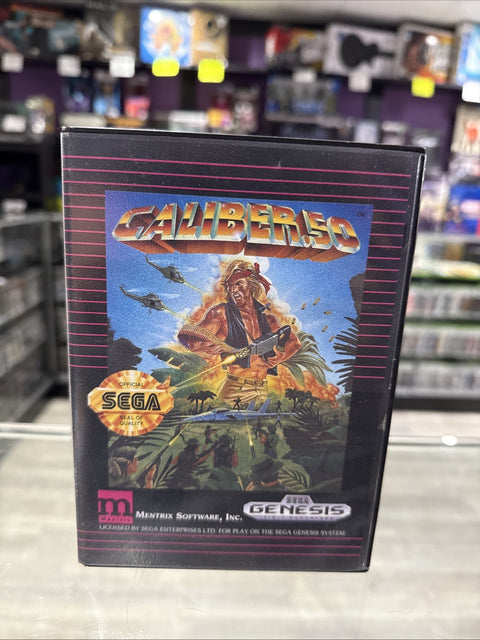 CALIBER.50
OFFICIAL
SEGA
SEAL OF
QUALITY
m
Mentrix
MENTRIX SOFTWARE, INC.
SEGA
GENESIS
LICENSED BY SEGA ENTERPRISES LTD. FOR PLAY ON THE SEGA GENESIS SYSTEM.